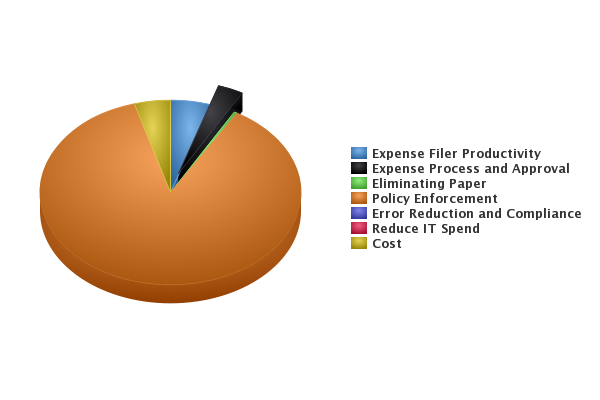 Expense Filer Productivity
Expense Process and Approval
Eliminating Paper
Policy Enforcement
Error Reduction and Compliance
Reduce IT Spend
Cost